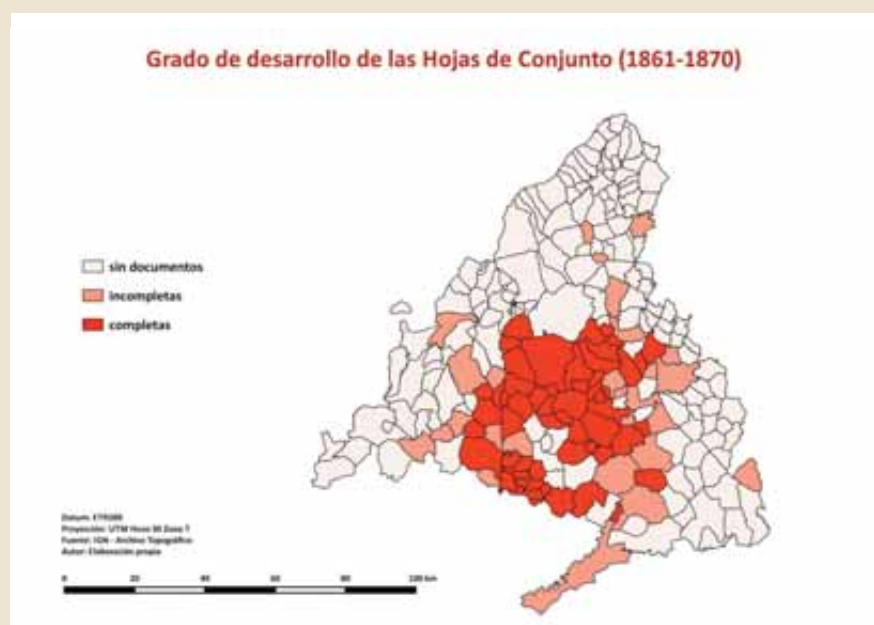 Grado de desarrollo de las Hojas de Conjunto (1861-1870)
sin documentos
incompletas
completas
Datum: ETRS89
Proyección: UTM Huso 30 Zona T
Fuente: IGN - Archivo Topográfico
Autor: Elaboración propia
0 20 40 60 80 100 km